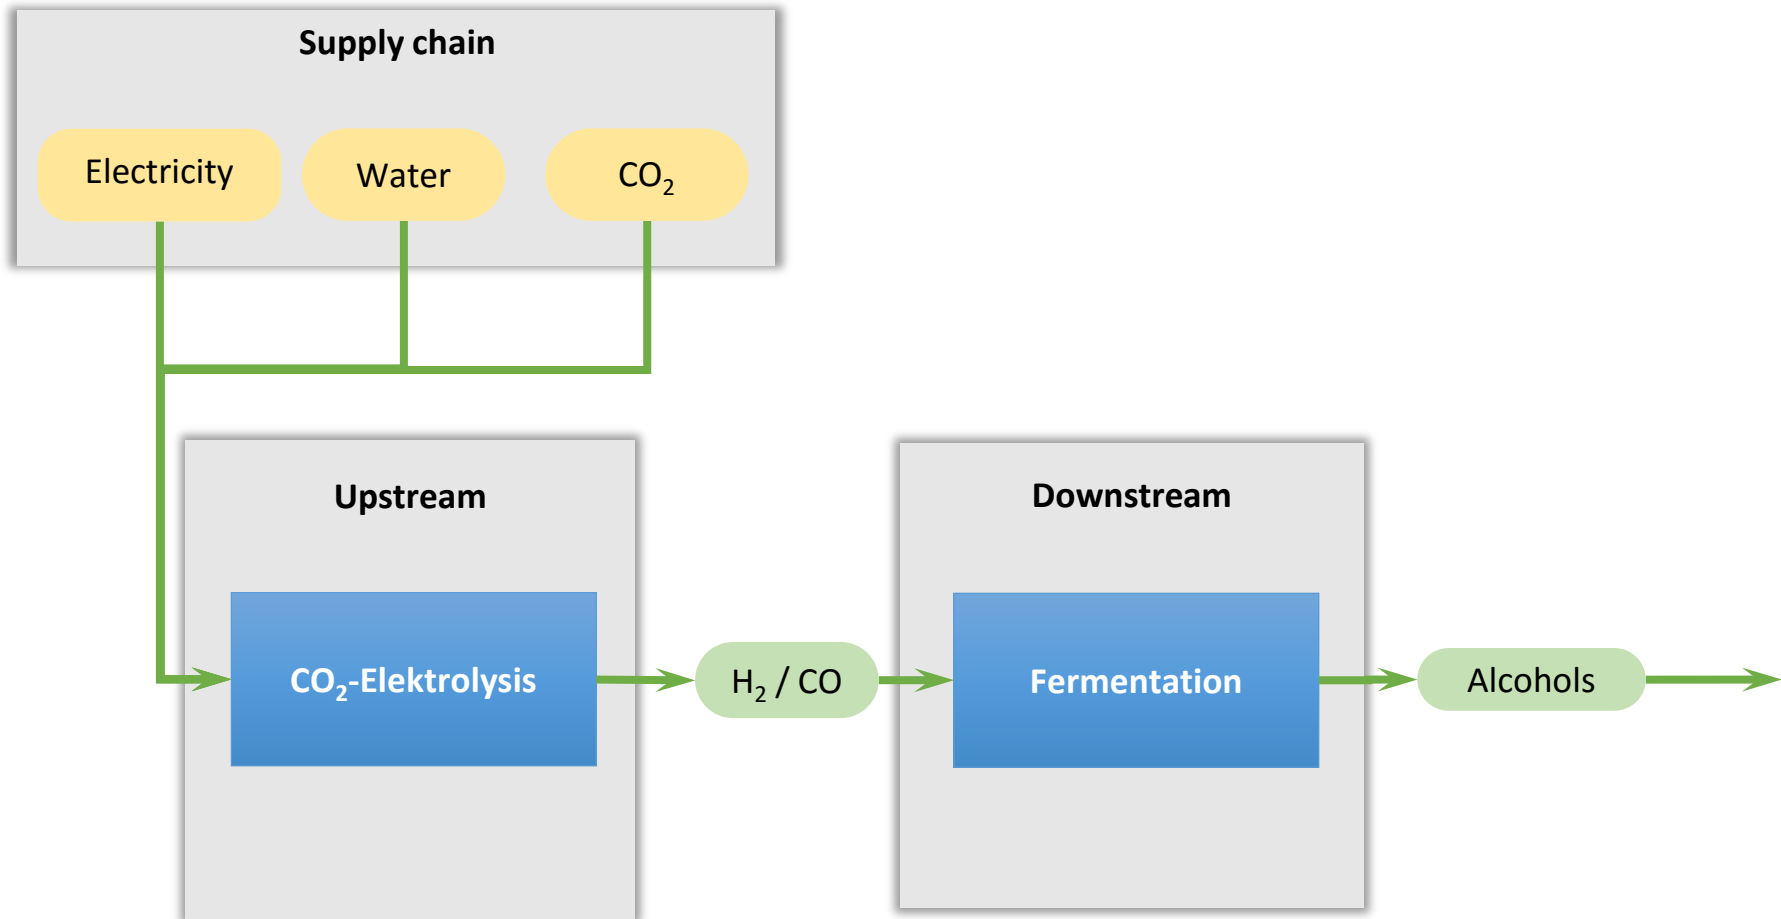 Supply chain
Electricity
Water
CO₂
Upstream
Downstream
CO₂-Elektrolysis
H₂ / CO
Fermentation
Alcohols